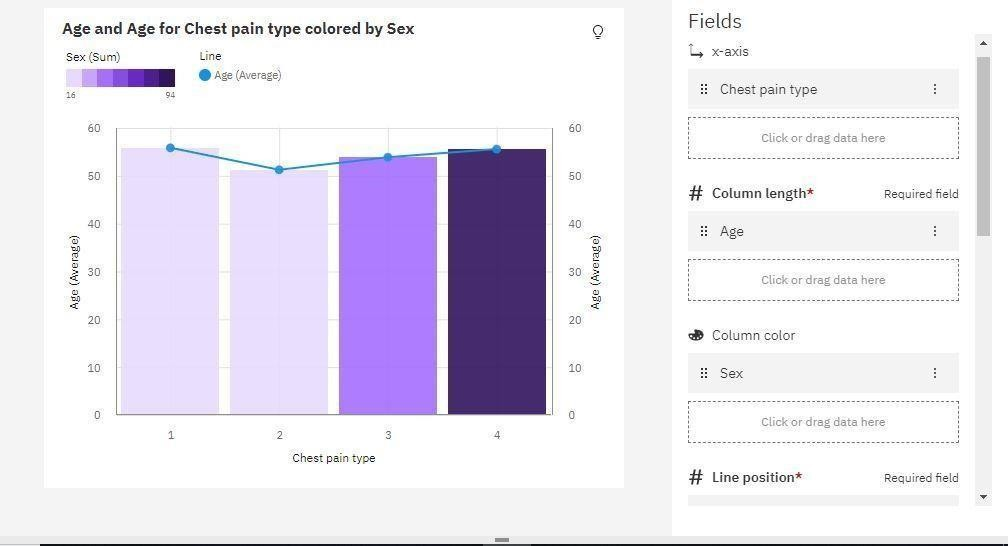 Age and Age for Chest pain type colored by Sex
Sex (Sum)
16
94
Line
Age (Average)
60
50
40
30
20
10
0
Age (Average)
60
50
40
30
20
10
0
Age (Average)
1
2
3
4
Chest pain type
Fields
x-axis
Chest pain type
Click or drag data here
# Column length* Required field
Age
Click or drag data here
Column color
Sex
Click or drag data here
# Line position* Required field